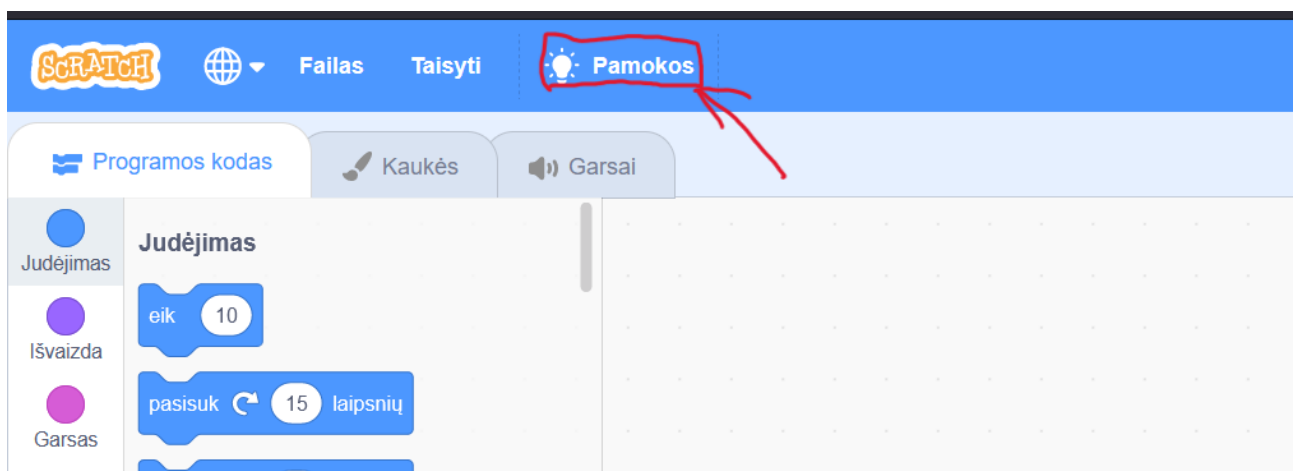 SCRATCH Failas Taisyti Pamokos
Programos kodas Kaukės Garsai
Judėjimas
Judėjimas
eik 10
Išvaizda
pasisuk 15 laipsnių
Garsas